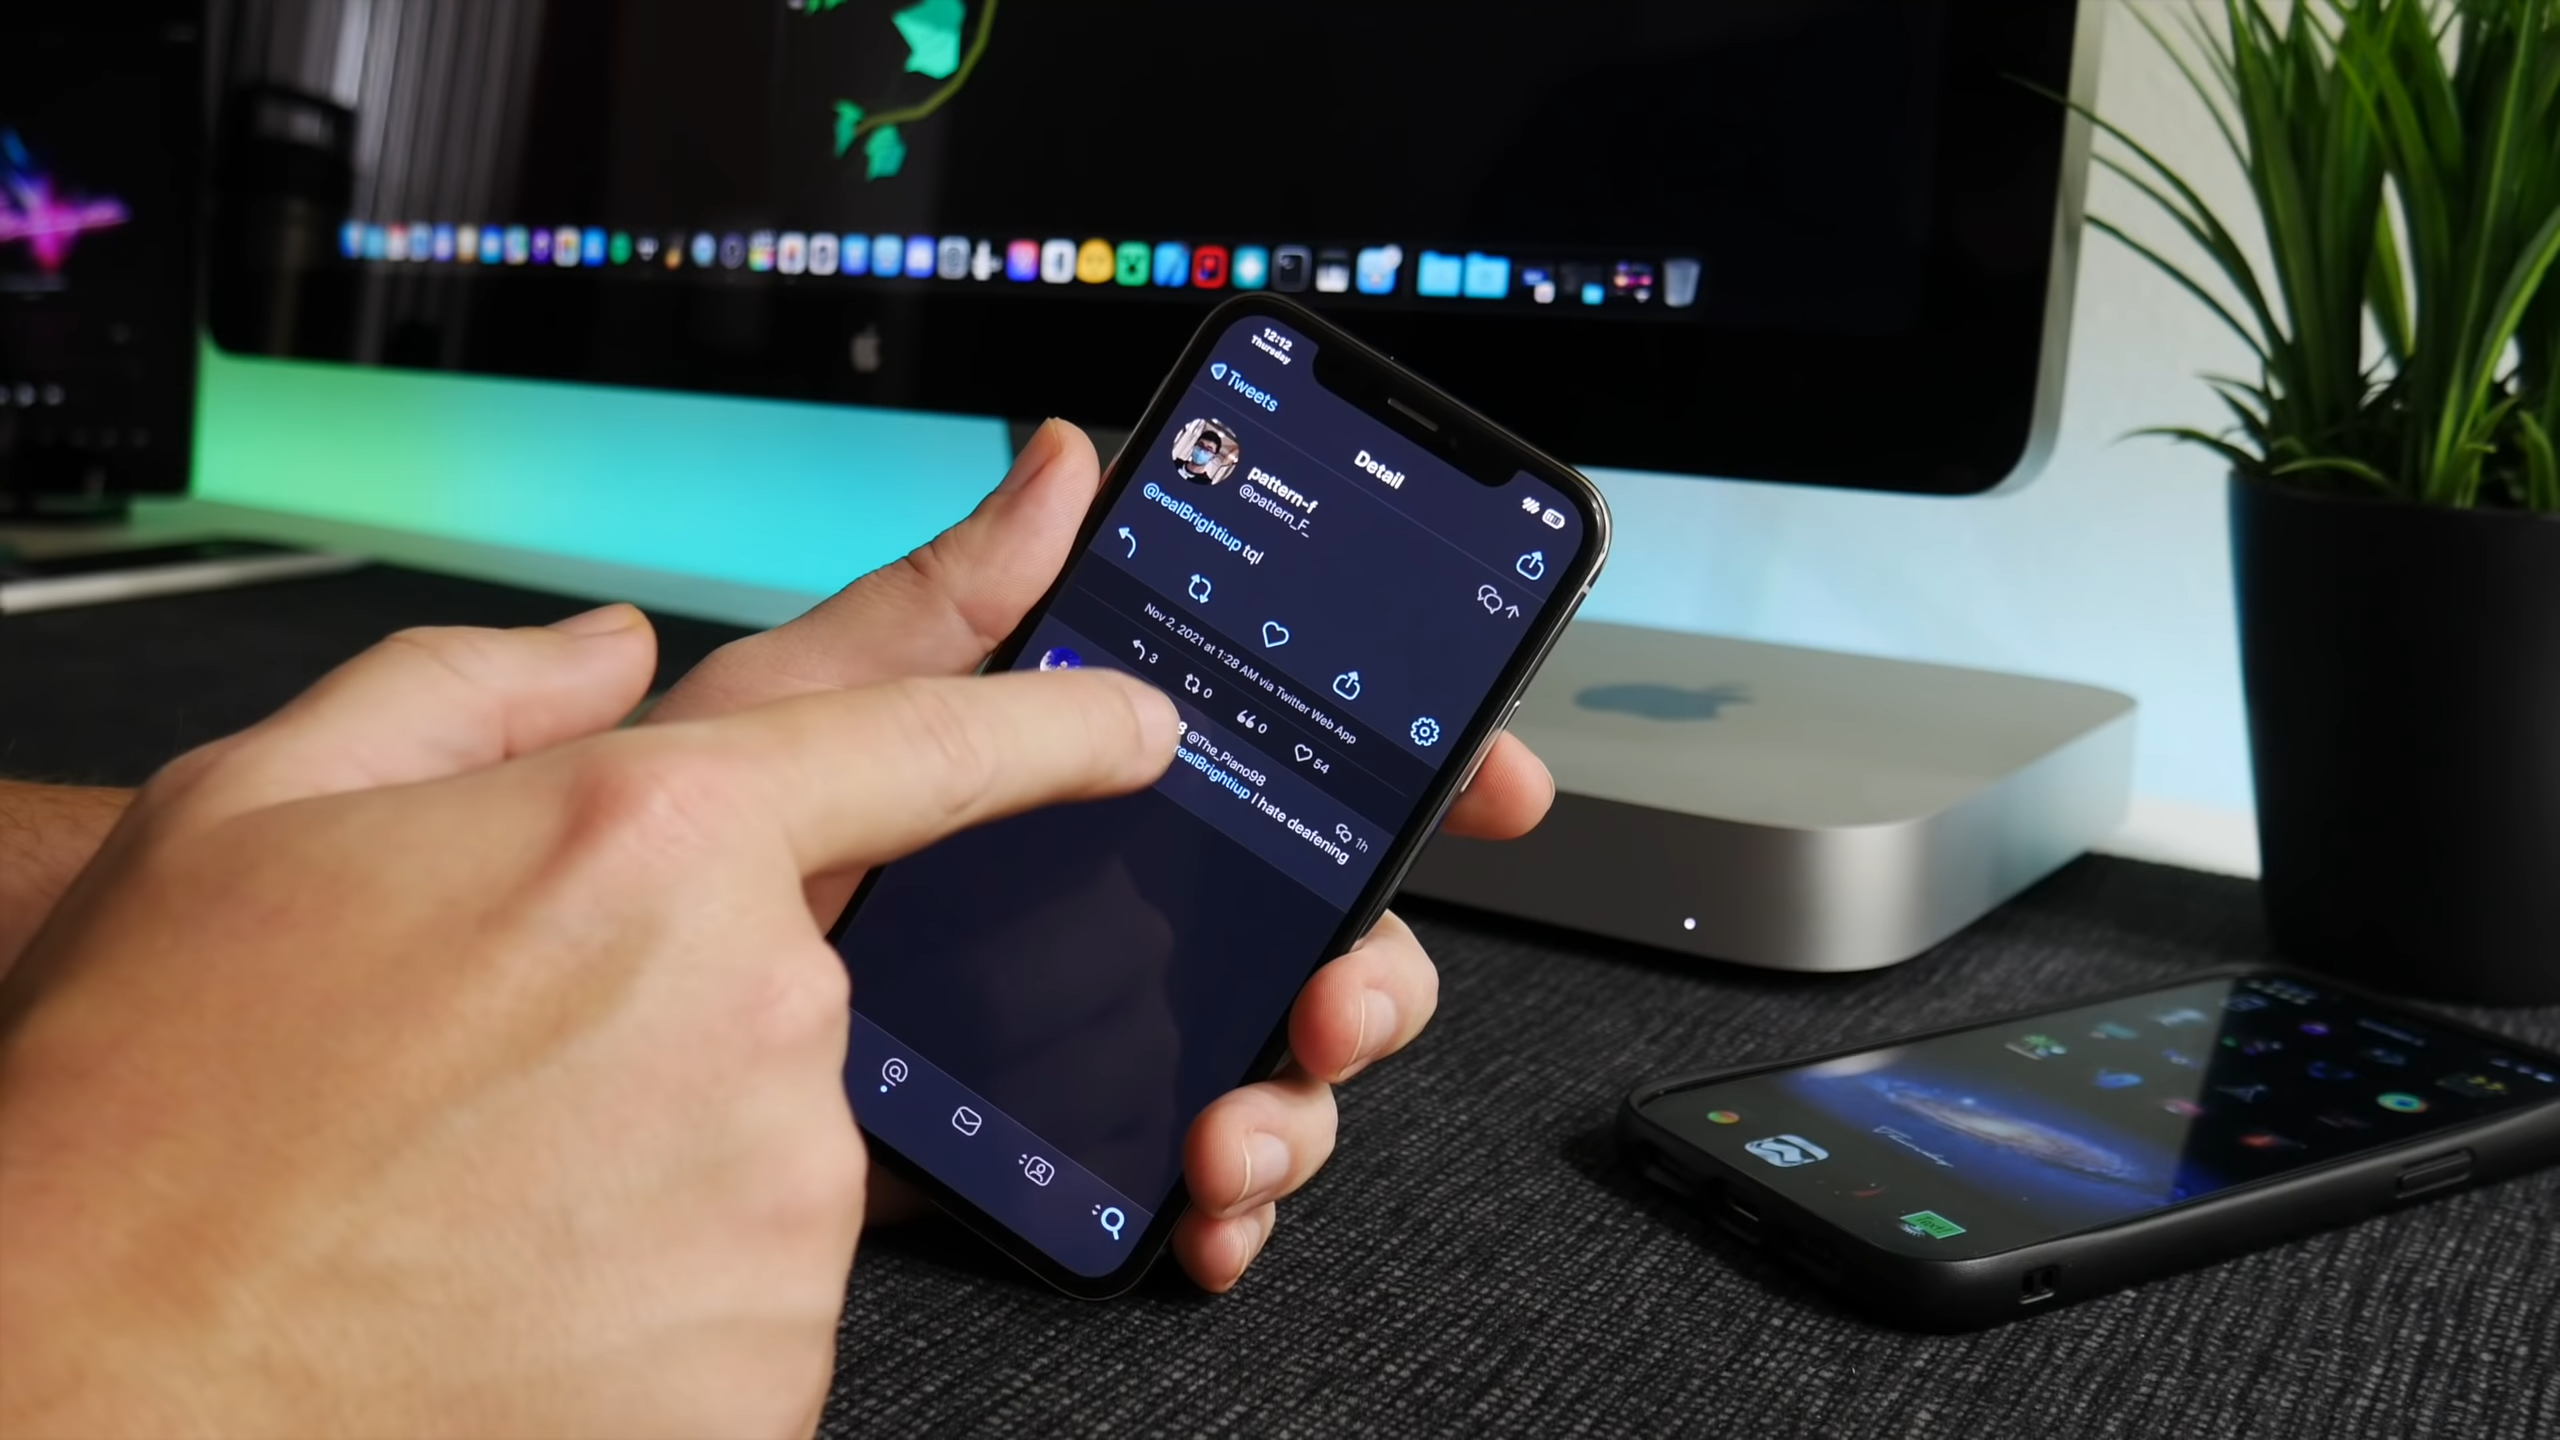 12:12
Thursday
Tweets
Detail
pattern-f
@pattern_F_
@realBrightiup tql
Nov 2, 2021 at 1:28 AM via Twitter Web App
3
0
0
54
8 @The_Piano98
1h
realBrightiup I hate deafening